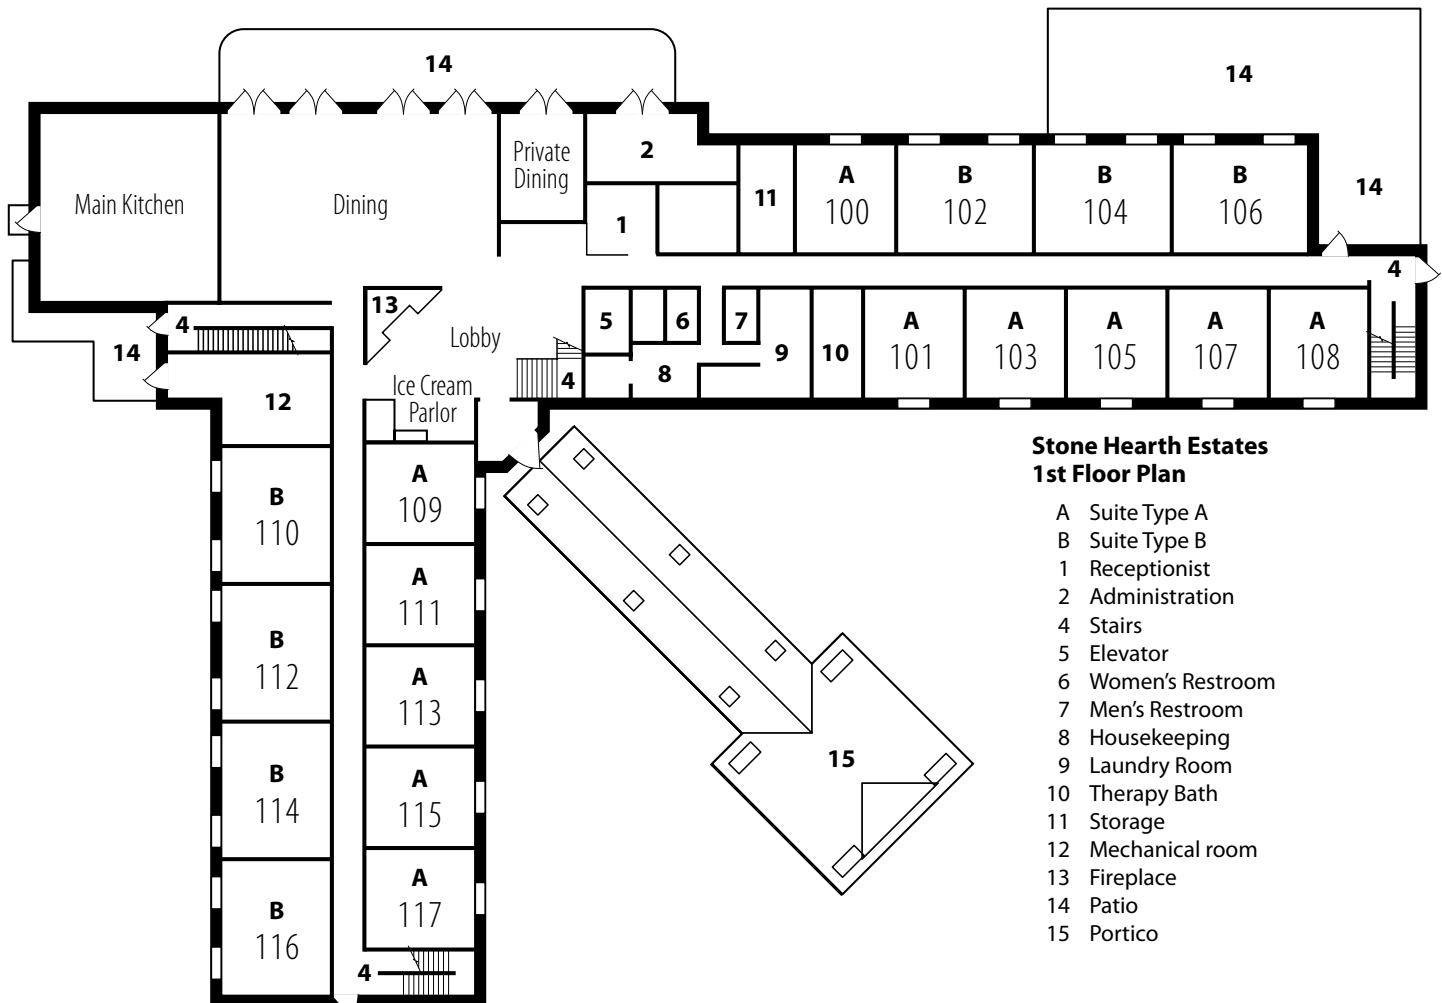 14
14
Main Kitchen
Dining
Private
Dining
2
1
11
A
100
B
102
B
104
B
106
14
4
13
Lobby
4
14
12
Ice Cream
Parlor
4
5
6
7
8
9
10
A
101
A
103
A
105
A
107
A
108
B
110
B
112
B
114
B
116
A
109
A
111
A
113
A
115
A
117
4
15
Stone Hearth Estates
1st Floor Plan
A Suite Type A
B Suite Type B
1 Receptionist
2 Administration
4 Stairs
5 Elevator
6 Women's Restroom
7 Men's Restroom
8 Housekeeping
9 Laundry Room
10 Therapy Bath
11 Storage
12 Mechanical room
13 Fireplace
14 Patio
15 Portico